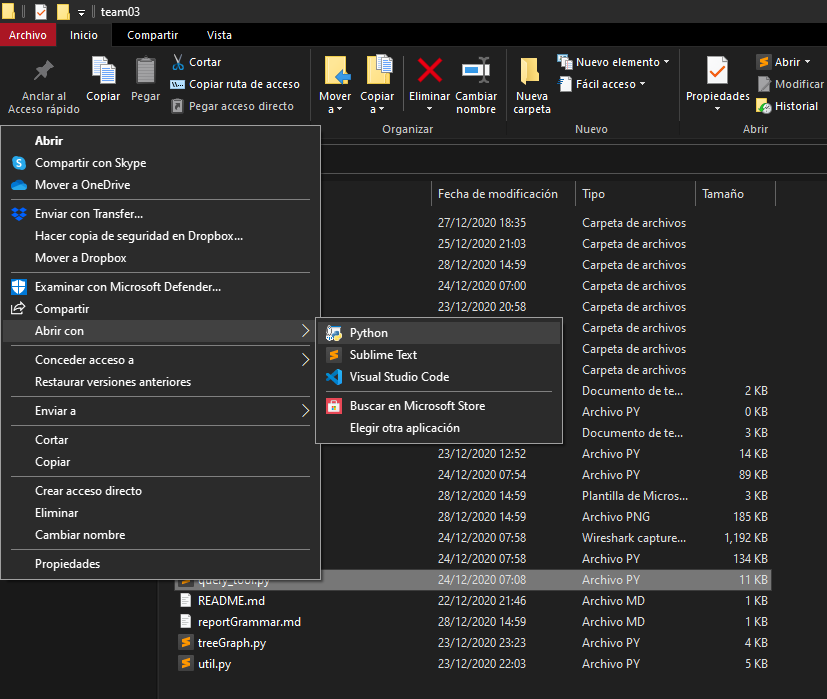 team03
Archivo Inicio Compartir Vista
Anclar al Acceso rápido
Copiar
Pegar
Cortar
Copiar ruta de acceso
Pegar acceso directo
Mover a
Copiar a
Eliminar
Cambiar nombre
Organizar
Nueva carpeta
Nuevo elemento
Fácil acceso
Nuevo
Propiedades
Abrir
Modificar
Historial
Abrir
Abrir
Compartir con Skype
Mover a OneDrive
Enviar con Transfer...
Hacer copia de seguridad en Dropbox...
Mover a Dropbox
Examinar con Microsoft Defender...
Compartir
Abrir con
Conceder acceso a
Restaurar versiones anteriores
Enviar a
Cortar
Copiar
Crear acceso directo
Eliminar
Cambiar nombre
Propiedades
Python
Sublime Text
Visual Studio Code
Buscar en Microsoft Store
Elegir otra aplicación
Fecha de modificación Tipo Tamaño
27/12/2020 18:35 Carpeta de archivos
25/12/2020 21:03 Carpeta de archivos
28/12/2020 14:59 Carpeta de archivos
24/12/2020 07:00 Carpeta de archivos
23/12/2020 20:58 Carpeta de archivos
Carpeta de archivos
Carpeta de archivos
Carpeta de archivos
Documento de te... 2 KB
Archivo PY 0 KB
Documento de te... 3 KB
23/12/2020 12:52 Archivo PY 14 KB
24/12/2020 07:54 Archivo PY 89 KB
28/12/2020 14:59 Plantilla de Micros... 3 KB
28/12/2020 14:59 Archivo PNG 185 KB
24/12/2020 07:58 Wireshark capture... 1,192 KB
24/12/2020 07:58 Archivo PY 134 KB
query_tool.py 24/12/2020 07:08 Archivo PY 11 KB
README.md 22/12/2020 21:46 Archivo MD 1 KB
reportGrammar.md 28/12/2020 14:59 Archivo MD 1 KB
treeGraph.py 23/12/2020 23:23 Archivo PY 4 KB
util.py 23/12/2020 22:03 Archivo PY 5 KB